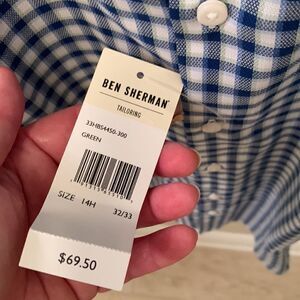 BEN SHERMAN
TAILORING
33HBS4450-300
GREEN
SIZE 14H 32/33
$69.50